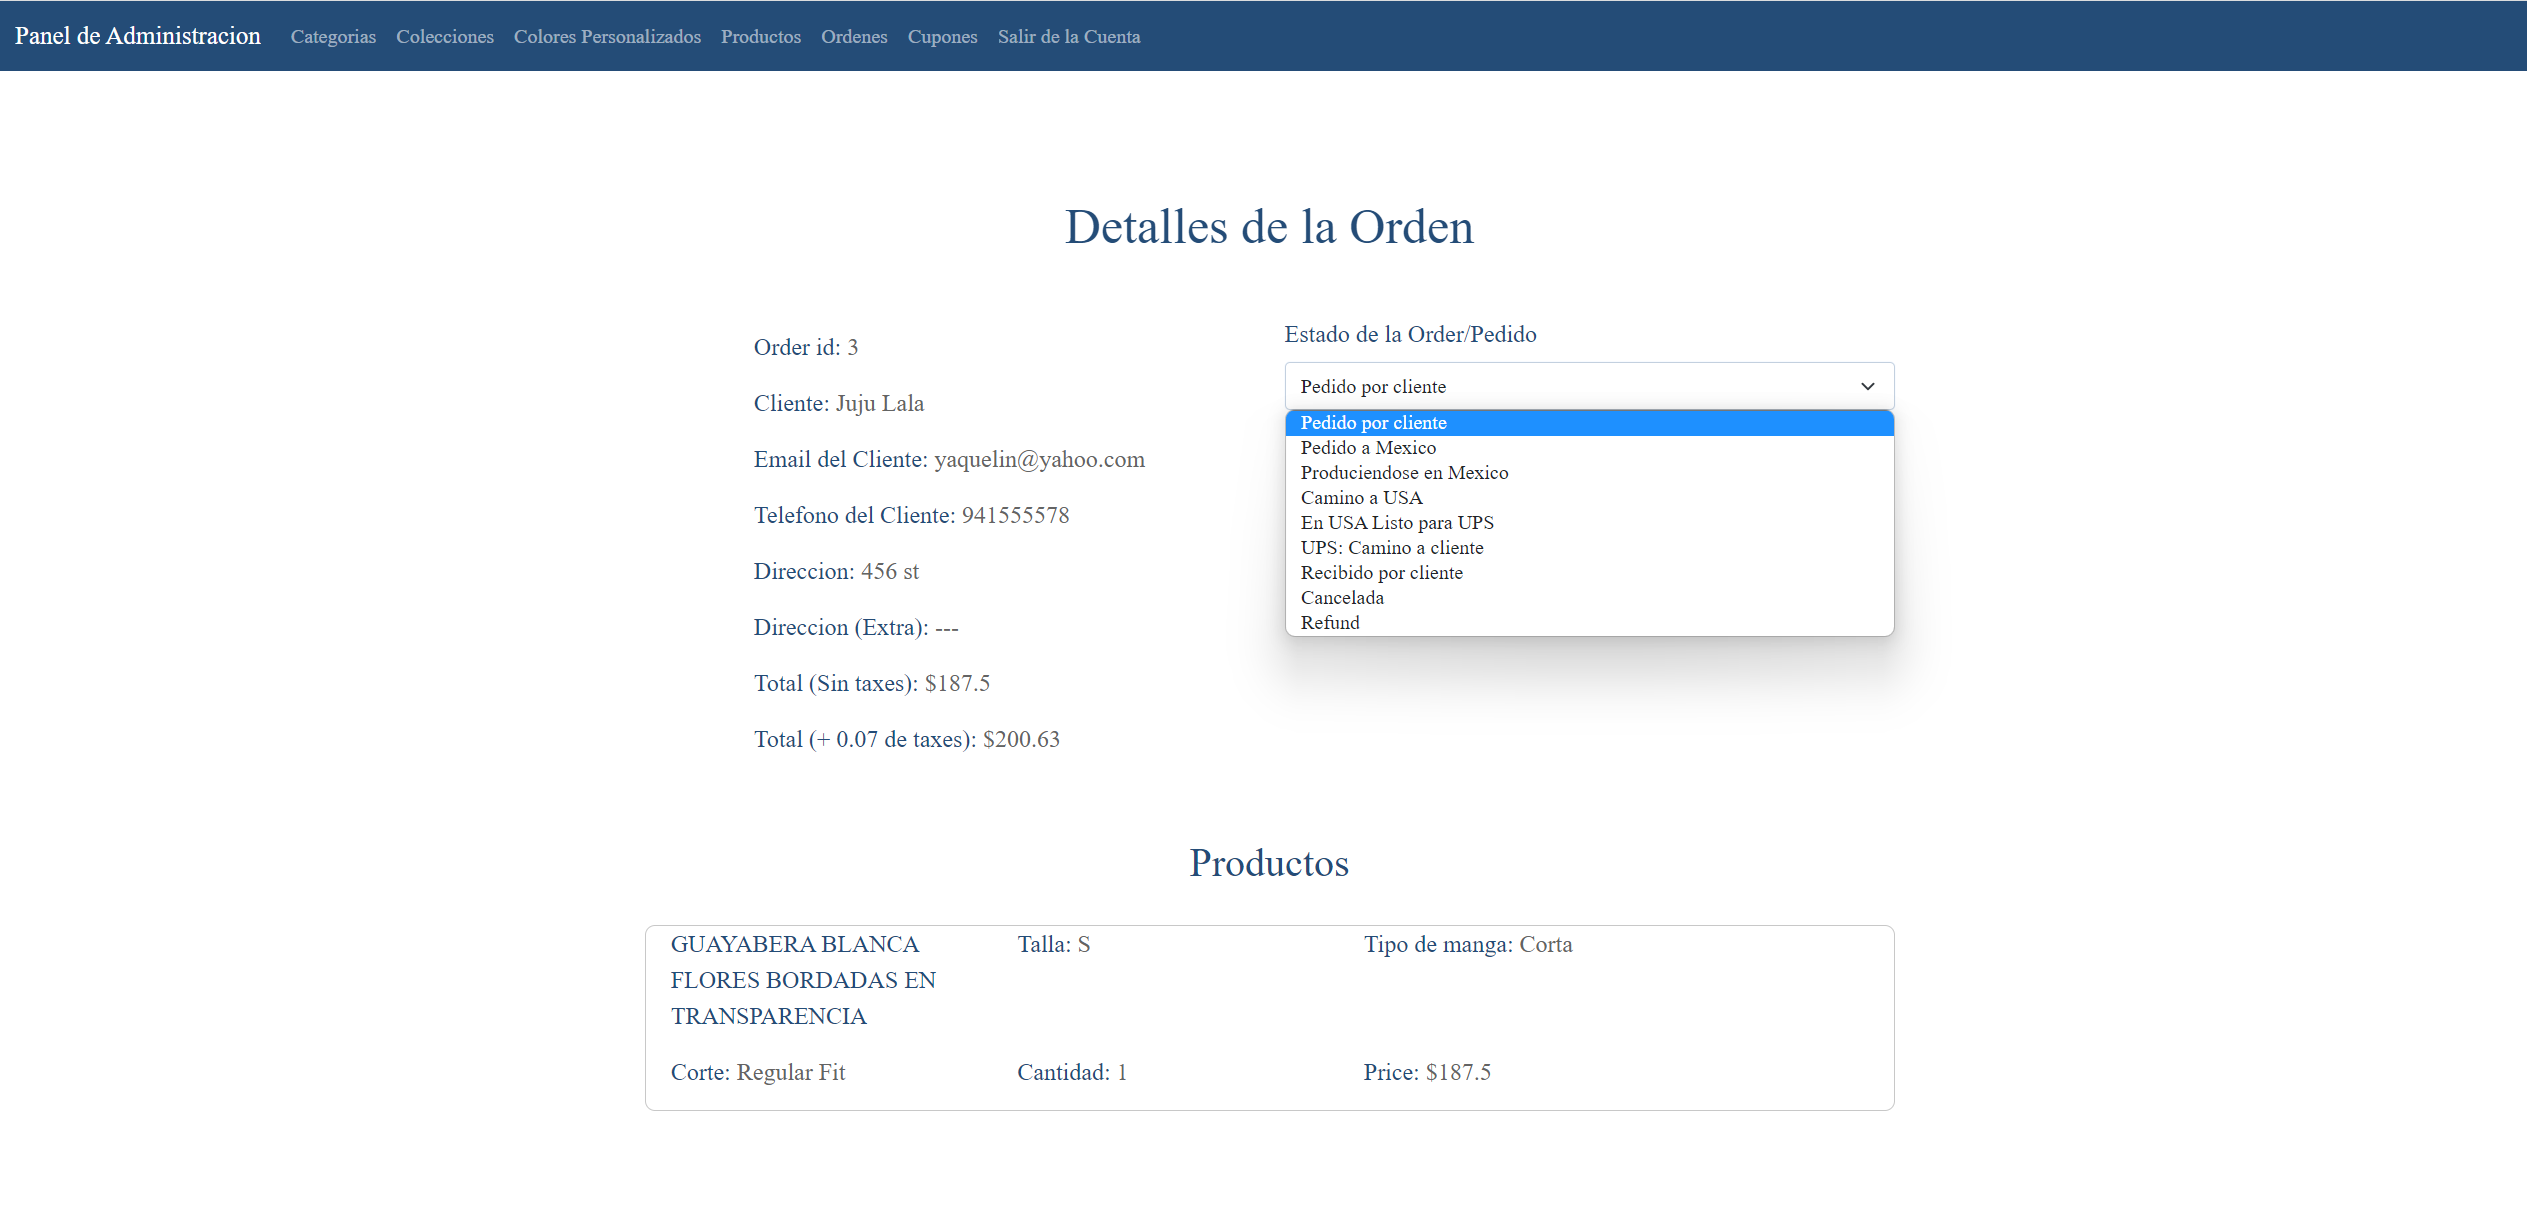 Panel de Administracion Categorias Colecciones Colores Personalizados Productos Ordenes Cupones Salir de la Cuenta
Detalles de la Orden
Order id: 3
Cliente: Juju Lala
Email del Cliente: yaquelin@yahoo.com
Telefono del Cliente: 941555578
Direccion: 456 st
Direccion (Extra): ---
Total (Sin taxes): $187.5
Total (+ 0.07 de taxes): $200.63
Estado de la Order/Pedido
Pedido por cliente
Pedido por cliente
Pedido a Mexico
Produciendose en Mexico
Camino a USA
En USA Listo para UPS
UPS: Camino a cliente
Recibido por cliente
Cancelada
Refund
Productos
GUAYABERA BLANCA
FLORES BORDADAS EN
TRANSPARENCIA
Talla: S
Tipo de manga: Corta
Corte: Regular Fit
Cantidad: 1
Price: $187.5